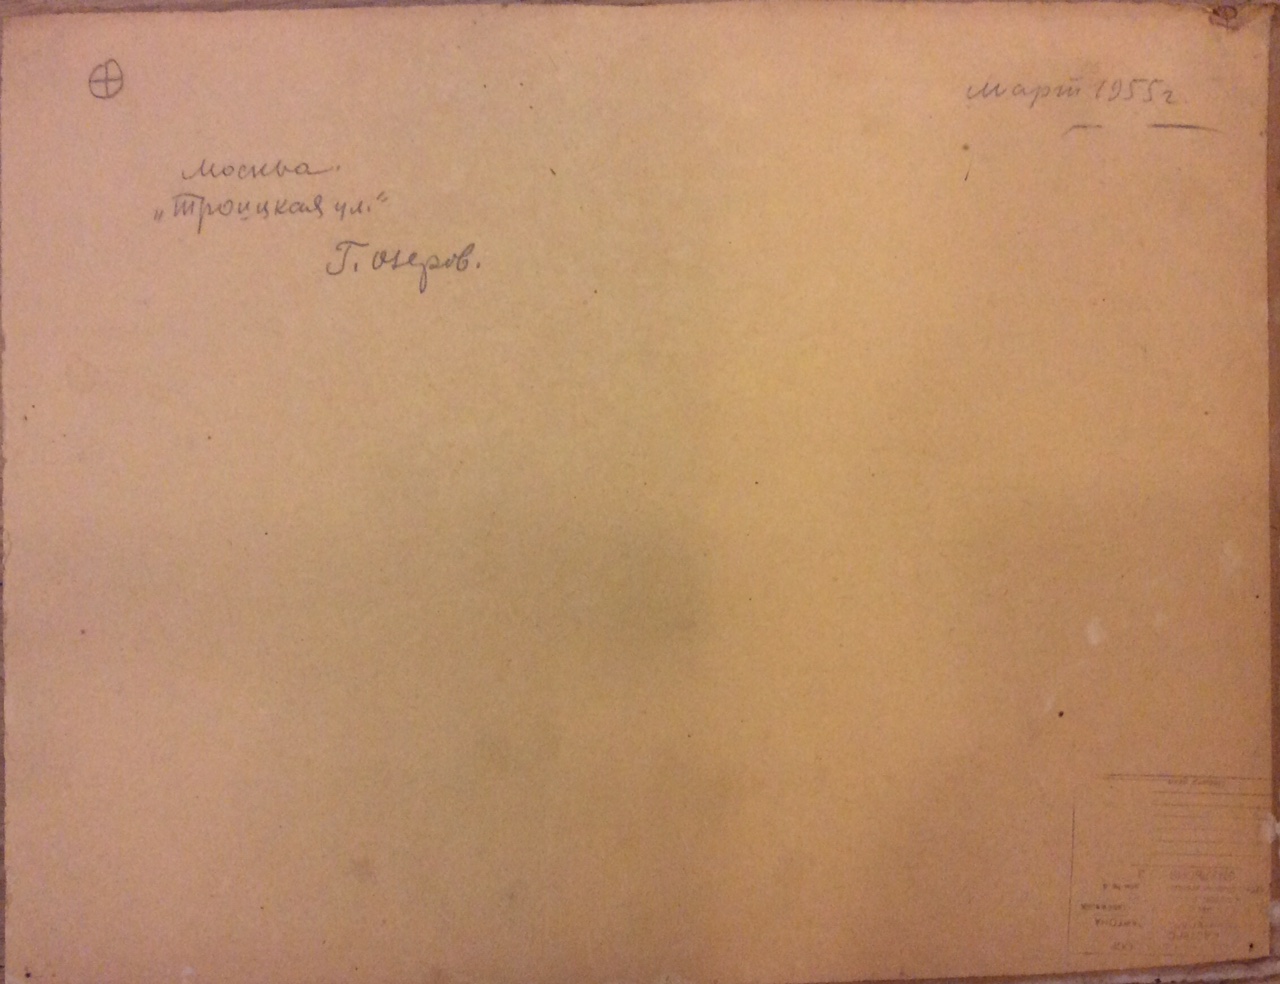 Март 1955г
Москва.
„Троицкая ул."
Г. Озеров.